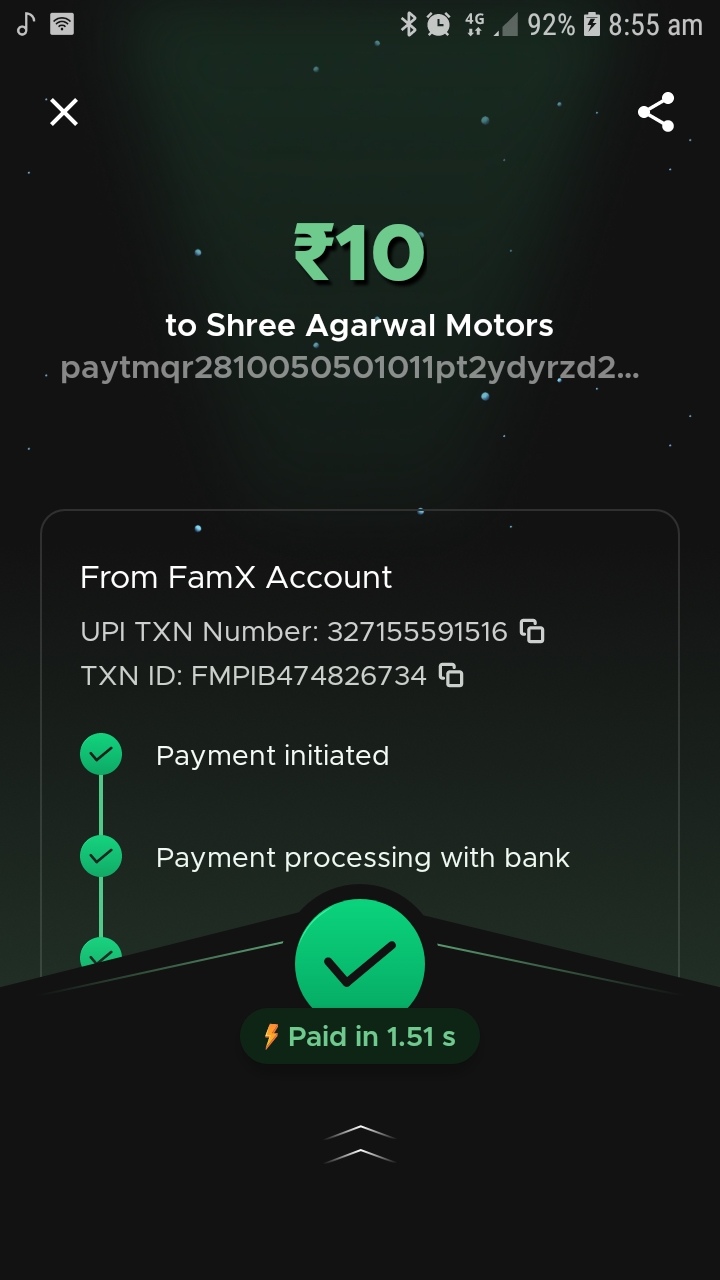 4G 92% 8:55 am
₹10
to Shree Agarwal Motors
paytmqr2810050501011pt2ydyrzd2...
From FamX Account
UPI TXN Number: 327155591516
TXN ID: FMPIB474826734
Payment initiated
Payment processing with bank
Paid in 1.51 s